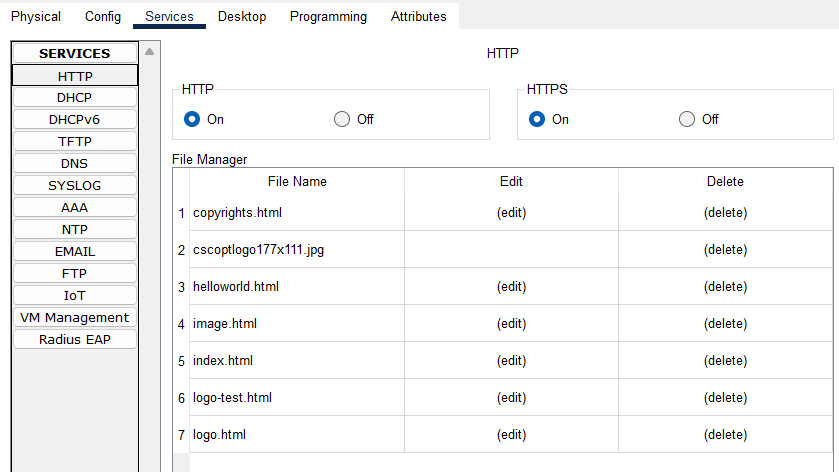 Physical Config Services Desktop Programming Attributes
SERVICES
HTTP
DHCP
DHCPv6
TFTP
DNS
SYSLOG
AAA
NTP
EMAIL
FTP
IoT
VM Management
Radius EAP
HTTP
HTTP
On Off
HTTPS
On Off
File Manager
File Name Edit Delete
1 copyrights.html (edit) (delete)
2 cscoptlogo177x111.jpg (delete)
3 helloworld.html (edit) (delete)
4 image.html (edit) (delete)
5 index.html (edit) (delete)
6 logo-test.html (edit) (delete)
7 logo.html (edit) (delete)